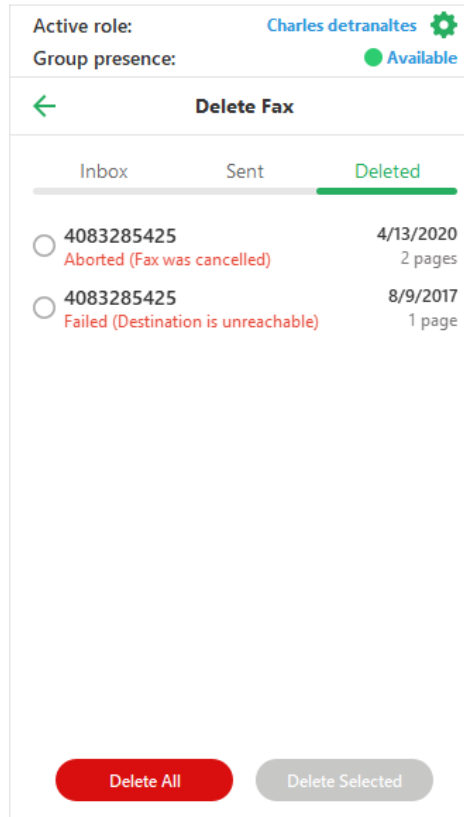 Active role: Charles detranaltes
Group presence: Available
Delete Fax
Inbox Sent Deleted
4083285425 4/13/2020
Aborted (Fax was cancelled) 2 pages
4083285425 8/9/2017
Failed (Destination is unreachable) 1 page
Delete All Delete Selected